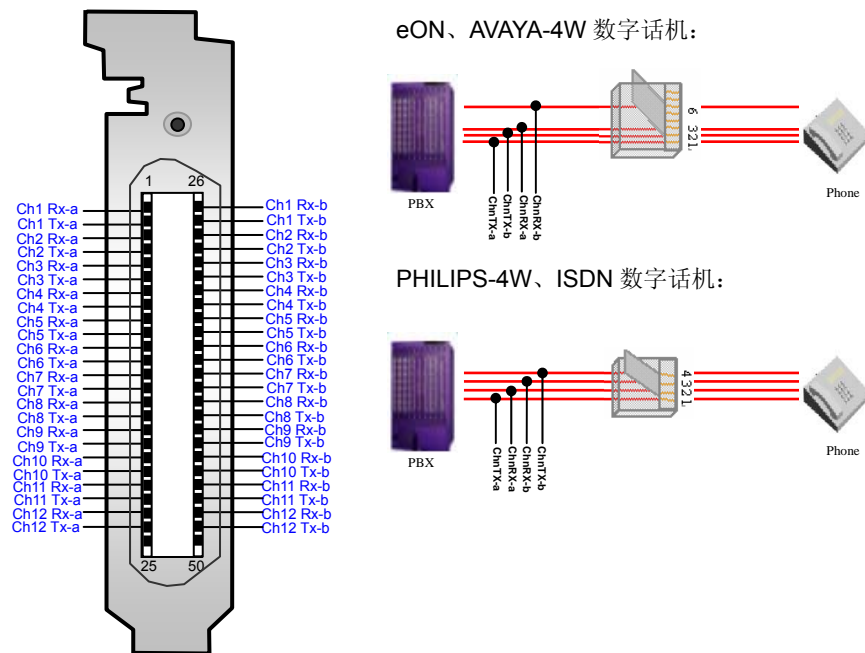 eON、AVAYA-4W 数字话机：
6
321
PBX
ChnTX-a
ChnTX-b
ChnRX-a
ChnRX-b
Phone
PHILIPS-4W、ISDN 数字话机：
4321
PBX
ChnTX-a
ChnRX-a
ChnRX-b
ChnTX-b
Phone
1 26
Ch1 Rx-a Ch1 Rx-b
Ch1 Tx-a Ch1 Tx-b
Ch2 Rx-a Ch2 Rx-b
Ch2 Tx-a Ch2 Tx-b
Ch3 Rx-a Ch3 Rx-b
Ch3 Tx-a Ch3 Tx-b
Ch4 Rx-a Ch4 Rx-b
Ch4 Tx-a Ch4 Tx-b
Ch5 Rx-a Ch5 Rx-b
Ch5 Tx-a Ch5 Tx-b
Ch6 Rx-a Ch6 Rx-b
Ch6 Tx-a Ch6 Tx-b
Ch7 Rx-a Ch7 Rx-b
Ch7 Tx-a Ch7 Tx-b
Ch8 Rx-a Ch8 Rx-b
Ch8 Tx-a Ch8 Tx-b
Ch9 Rx-a Ch9 Rx-b
Ch9 Tx-a Ch9 Tx-b
Ch10 Rx-a Ch10 Rx-b
Ch10 Tx-a Ch10 Tx-b
Ch11 Rx-a Ch11 Rx-b
Ch11 Tx-a Ch11 Tx-b
Ch12 Rx-a Ch12 Rx-b
Ch12 Tx-a Ch12 Tx-b
25 50